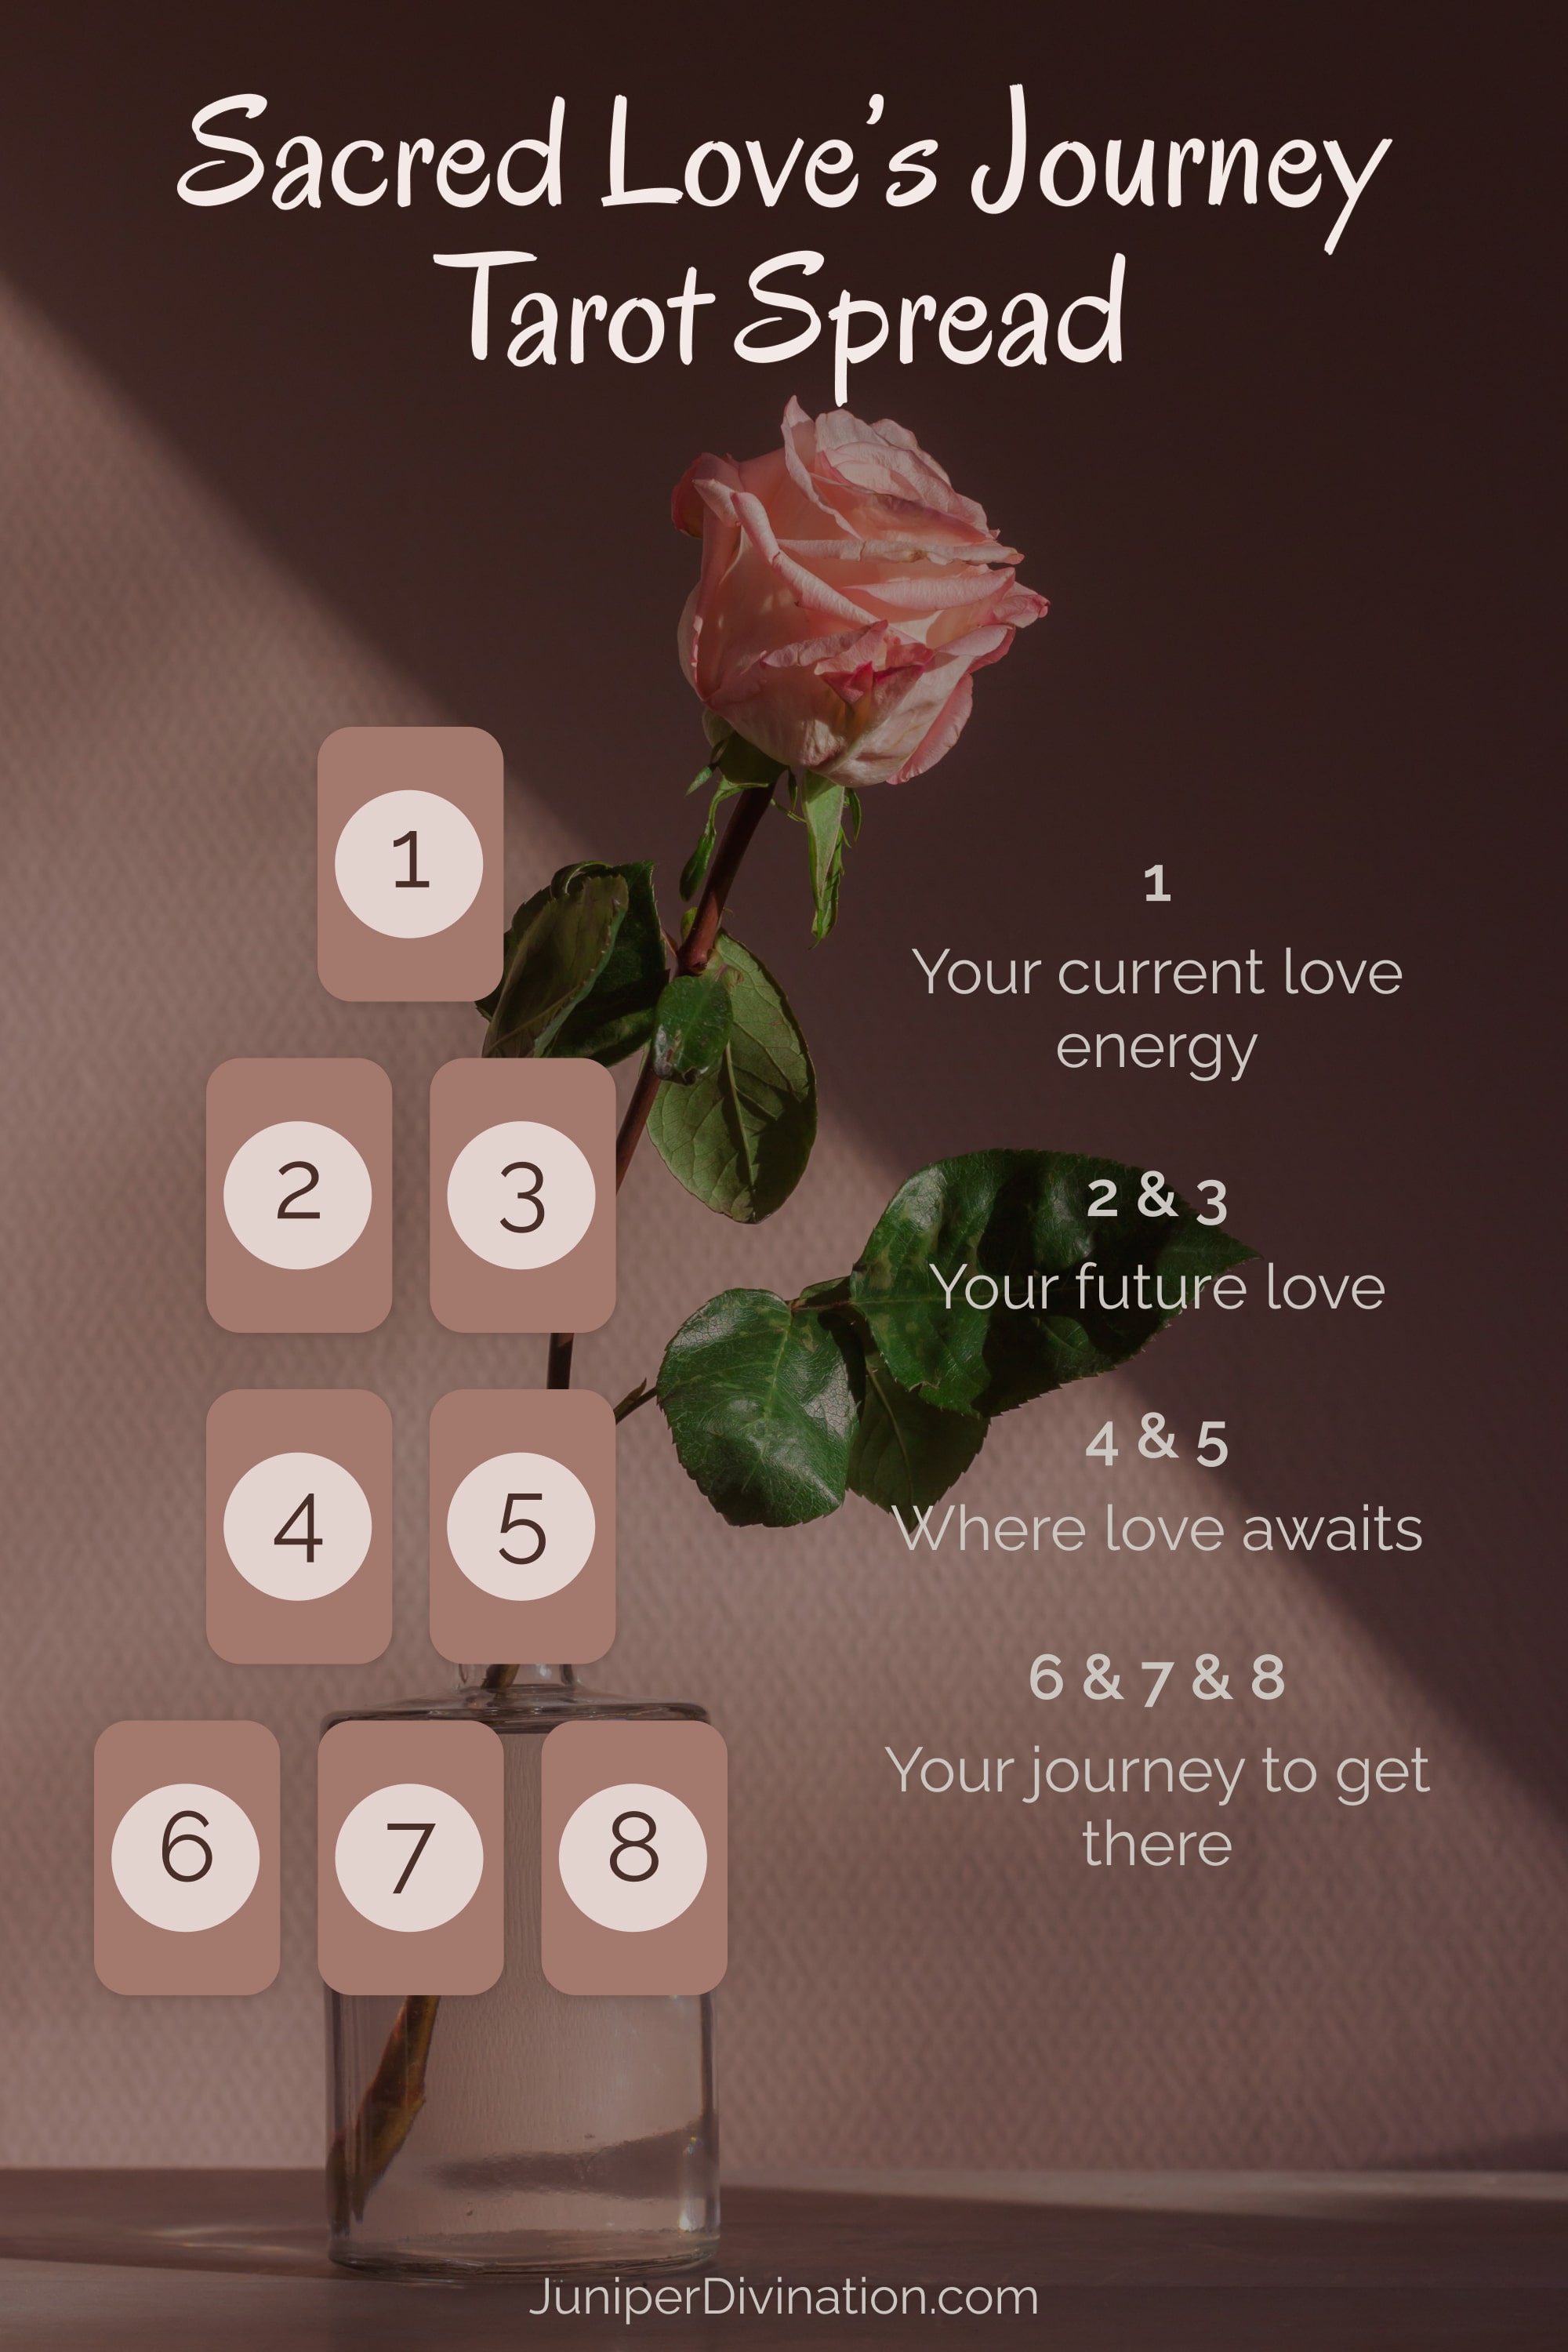 Sacred Love's Journey
Tarot Spread
1
2
3
4
5
6
7
8
1
Your current love
energy
2 & 3
Your future love
4 & 5
Where love awaits
6 & 7 & 8
Your journey to get
there
JuniperDivination.com